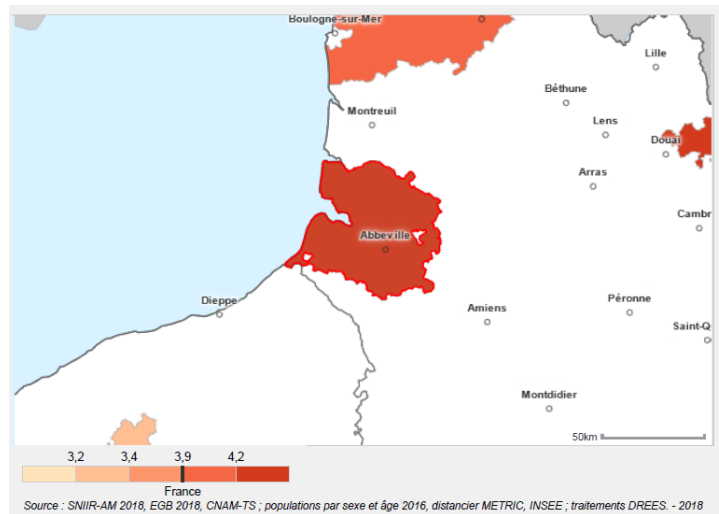 Boulogne-sur-Mer
Lille
Béthune
Montreuil
Lens
Douai
Arras
Cambr
Abbeville
Dieppe
Amiens
Péronne
Saint-Q
Montdidier
50km
3,2 3,4 3,9 4,2
France
Source : SNIIR-AM 2018, EGB 2018, CNAM-TS ; populations par sexe et âge 2016, distancier METRIC, INSEE ; traitements DREES. - 2018